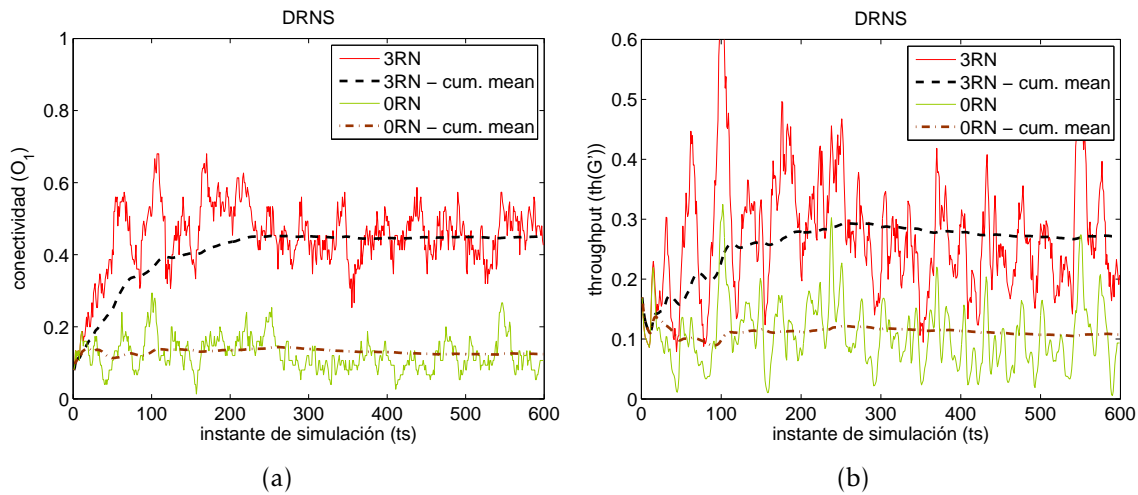 DRNS
1
0.8
0.6
0.4
0.2
0
conectividad (O1)
3RN
3RN – cum. mean
0RN
0RN – cum. mean
0 100 200 300 400 500 600
instante de simulación (ts)
(a)
DRNS
0.6
0.5
0.4
0.3
0.2
0.1
0
throughput (th(G'))
3RN
3RN – cum. mean
0RN
0RN – cum. mean
0 100 200 300 400 500 600
instante de simulación (ts)
(b)